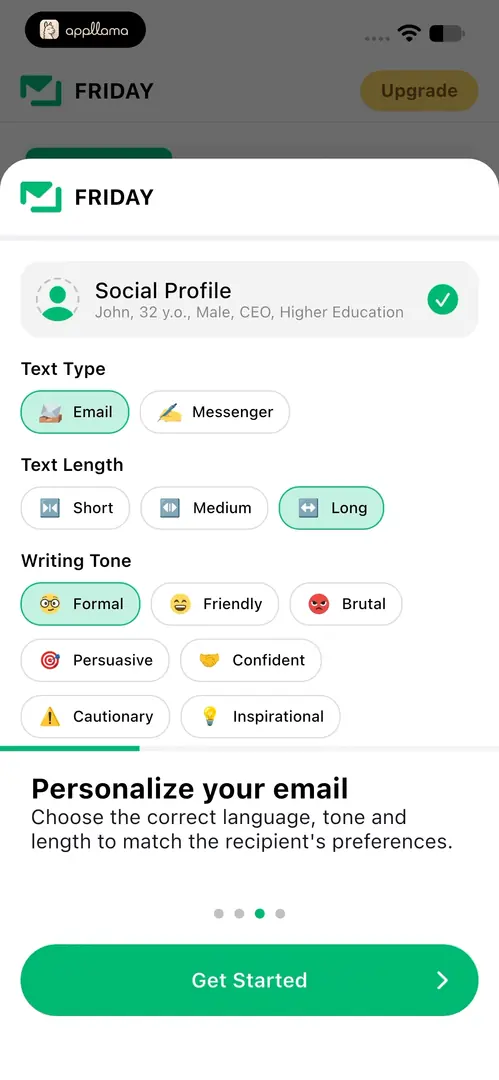 appllama
FRIDAY
Upgrade
FRIDAY
Social Profile
John, 32 y.o., Male, CEO, Higher Education
Text Type
Email
Messenger
Text Length
Short
Medium
Long
Writing Tone
Formal
Friendly
Brutal
Persuasive
Confident
Cautionary
Inspirational
Personalize your email
Choose the correct language, tone and
length to match the recipient's preferences.
Get Started